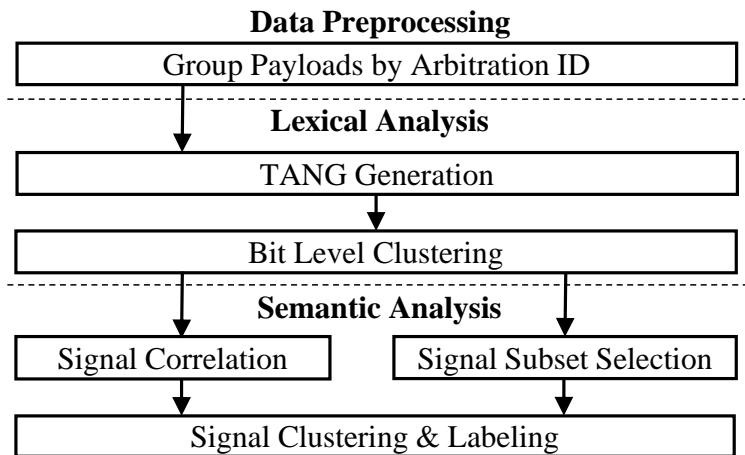 Data Preprocessing
Group Payloads by Arbitration ID
Lexical Analysis
TANG Generation
Bit Level Clustering
Semantic Analysis
Signal Correlation
Signal Subset Selection
Signal Clustering & Labeling